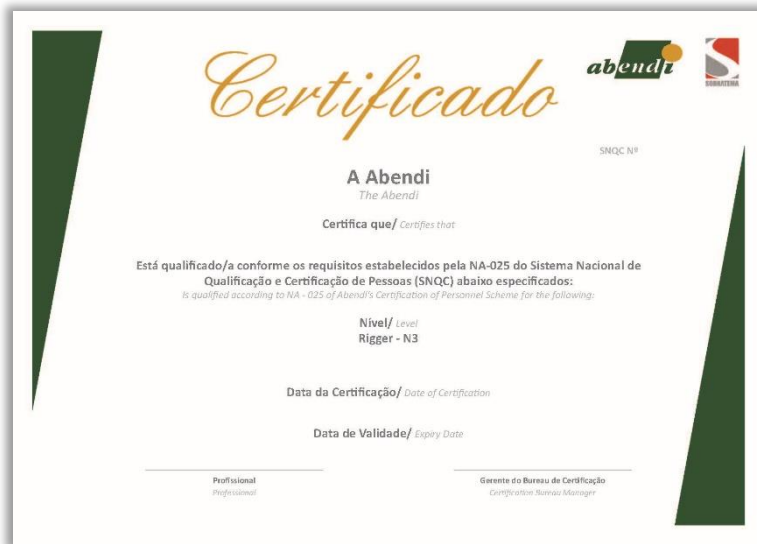 Certificado
abendi
SOBRATEMA
SNQC Nº
A Abendi
The Abendi
Certifica que/ Certifies that
Está qualificado/a conforme os requisitos estabelecidos pela NA-025 do Sistema Nacional de
Qualificação e Certificação de Pessoas (SNQC) abaixo especificados:
Is qualified according to NA - 025 of Abendi's Certification of Personnel Scheme for the following:
Nível/ Level
Rigger - N3
Data da Certificação/ Date of Certification
Data de Validade/ Expiry Date
Profissional
Professional
Gerente do Bureau de Certificação
Certification Bureau Manager